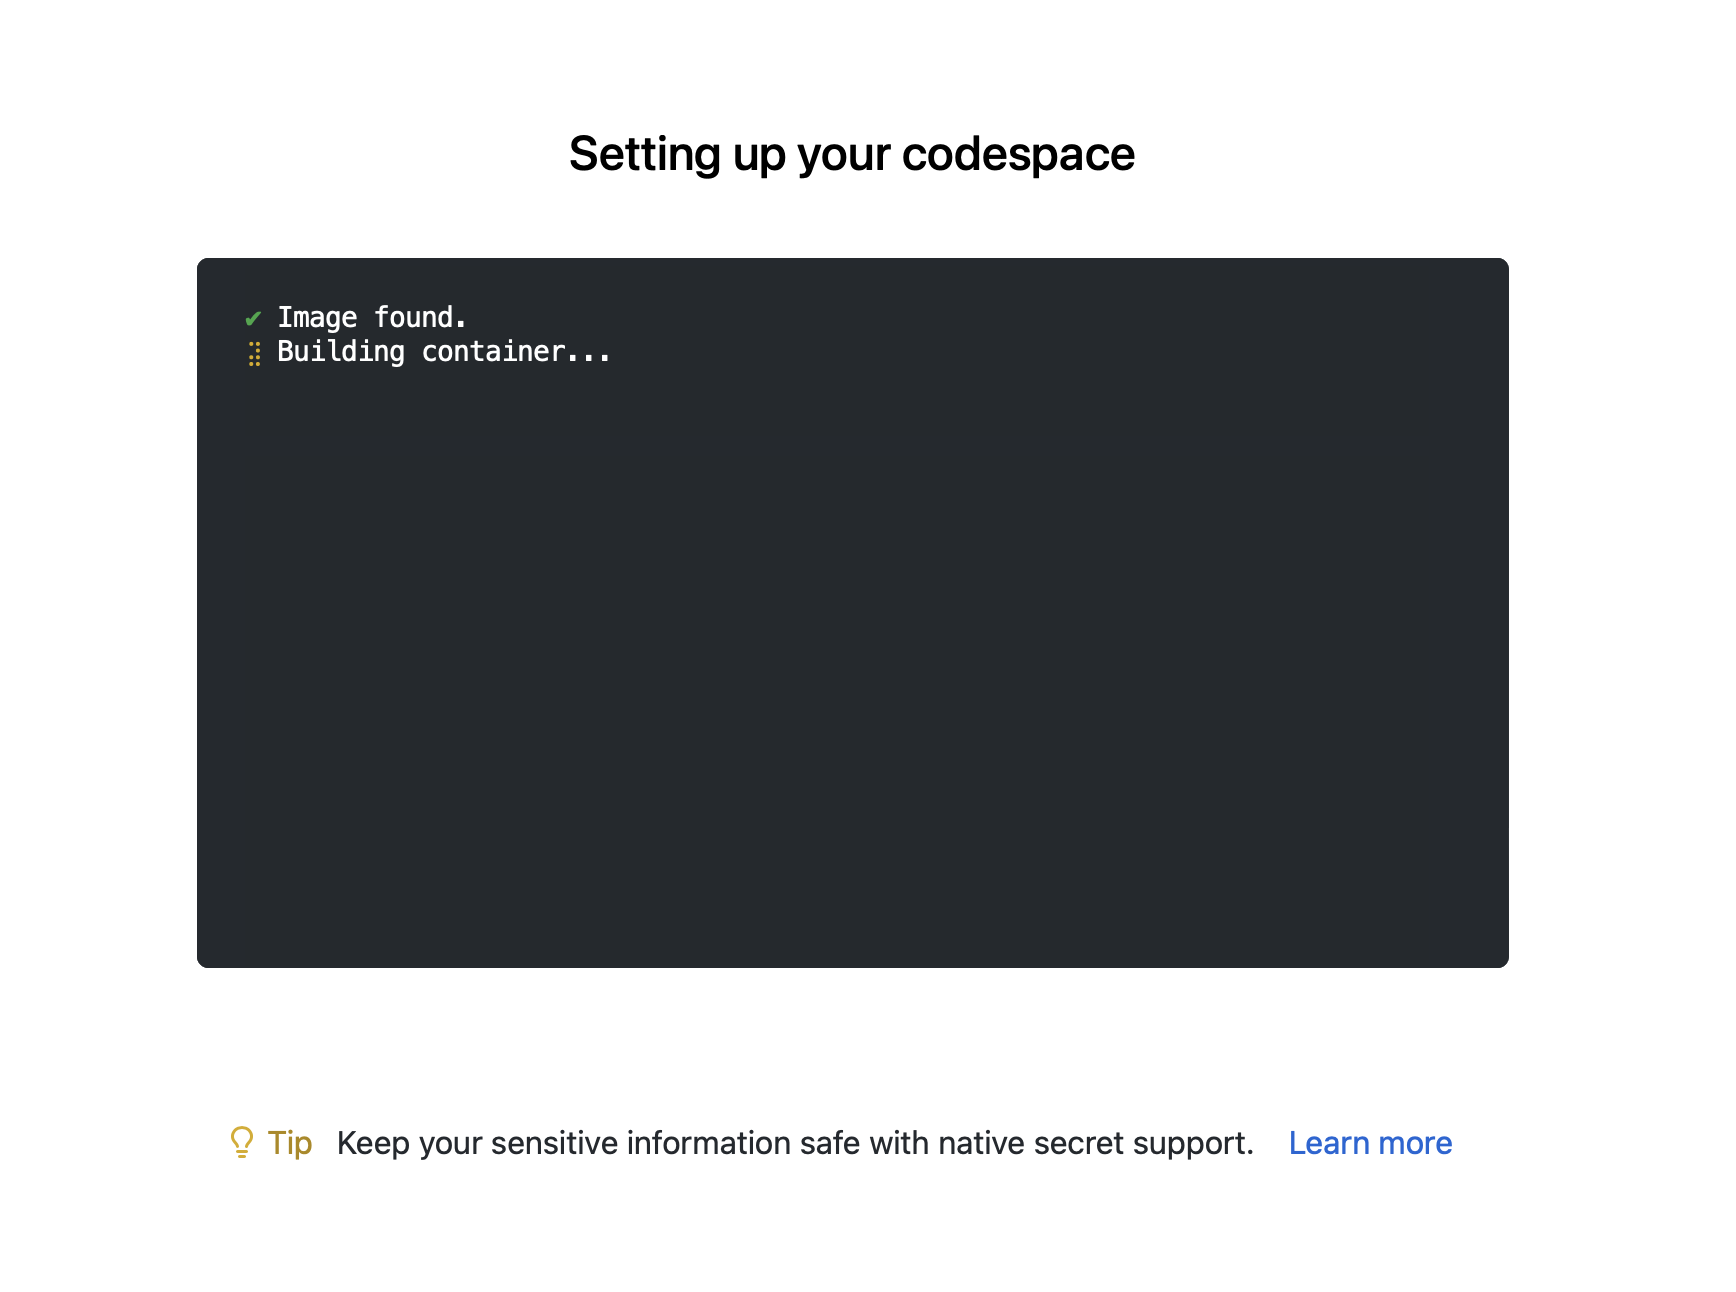 Setting up your codespace
✔ Image found.
⣻ Building container...
Tip Keep your sensitive information safe with native secret support. Learn more